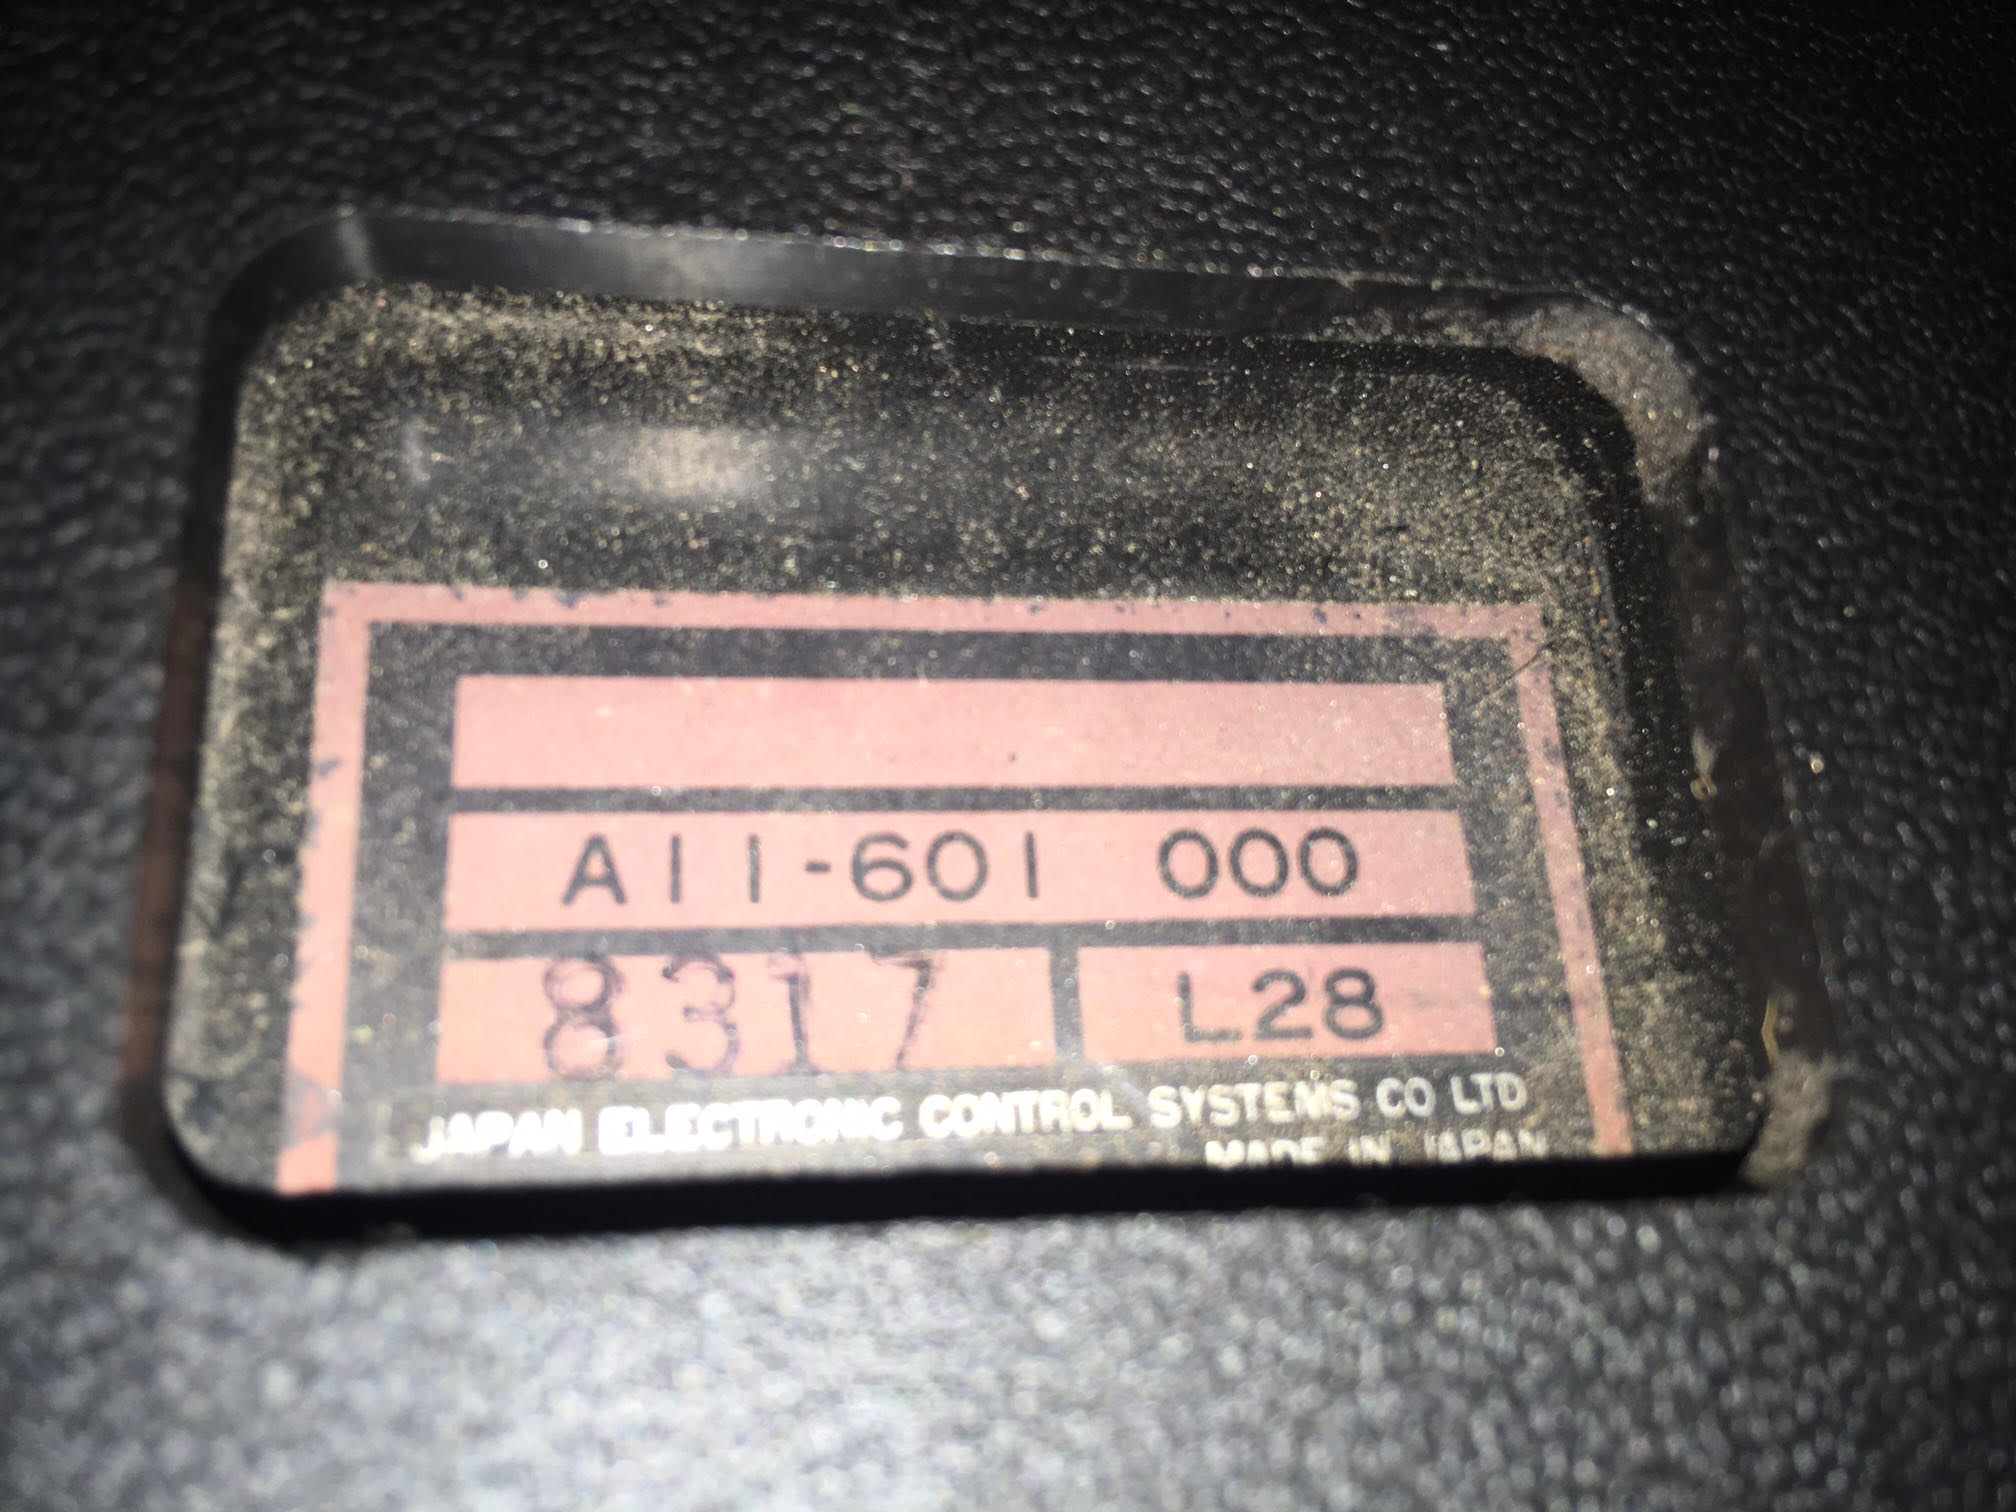 A11-601 000
8317 L28
JAPAN ELECTRONIC CONTROL SYSTEMS CO LTD
MADE IN JAPAN